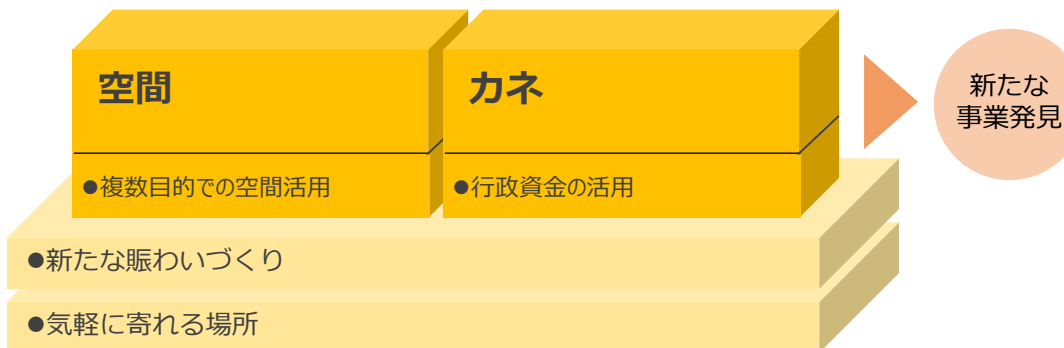 空間
●複数目的での空間活用
カネ
●行政資金の活用
新たな
事業発見
●新たな賑わいづくり
●気軽に寄れる場所